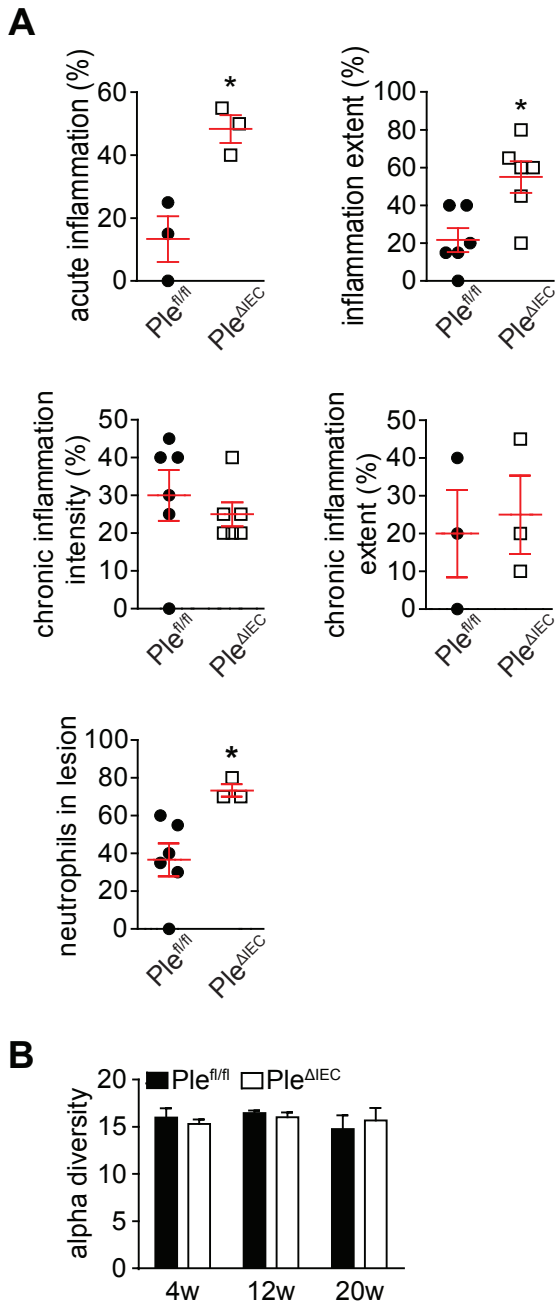 A
acute inflammation (%)
60
40
20
0
*
Ple^fl/fl
Ple^ΔIEC
inflammation extent (%)
100
80
60
40
20
0
*
Ple^fl/fl
Ple^ΔIEC
chronic inflammation
intensity (%)
50
40
30
20
10
0
Ple^fl/fl
Ple^ΔIEC
chronic inflammation
extent (%)
50
40
30
20
10
0
Ple^fl/fl
Ple^ΔIEC
neutrophils in lesion
100
80
60
40
20
0
*
Ple^fl/fl
Ple^ΔIEC
B
Ple^fl/fl Ple^ΔIEC
alpha diversity
20
15
10
5
0
4w 12w 20w